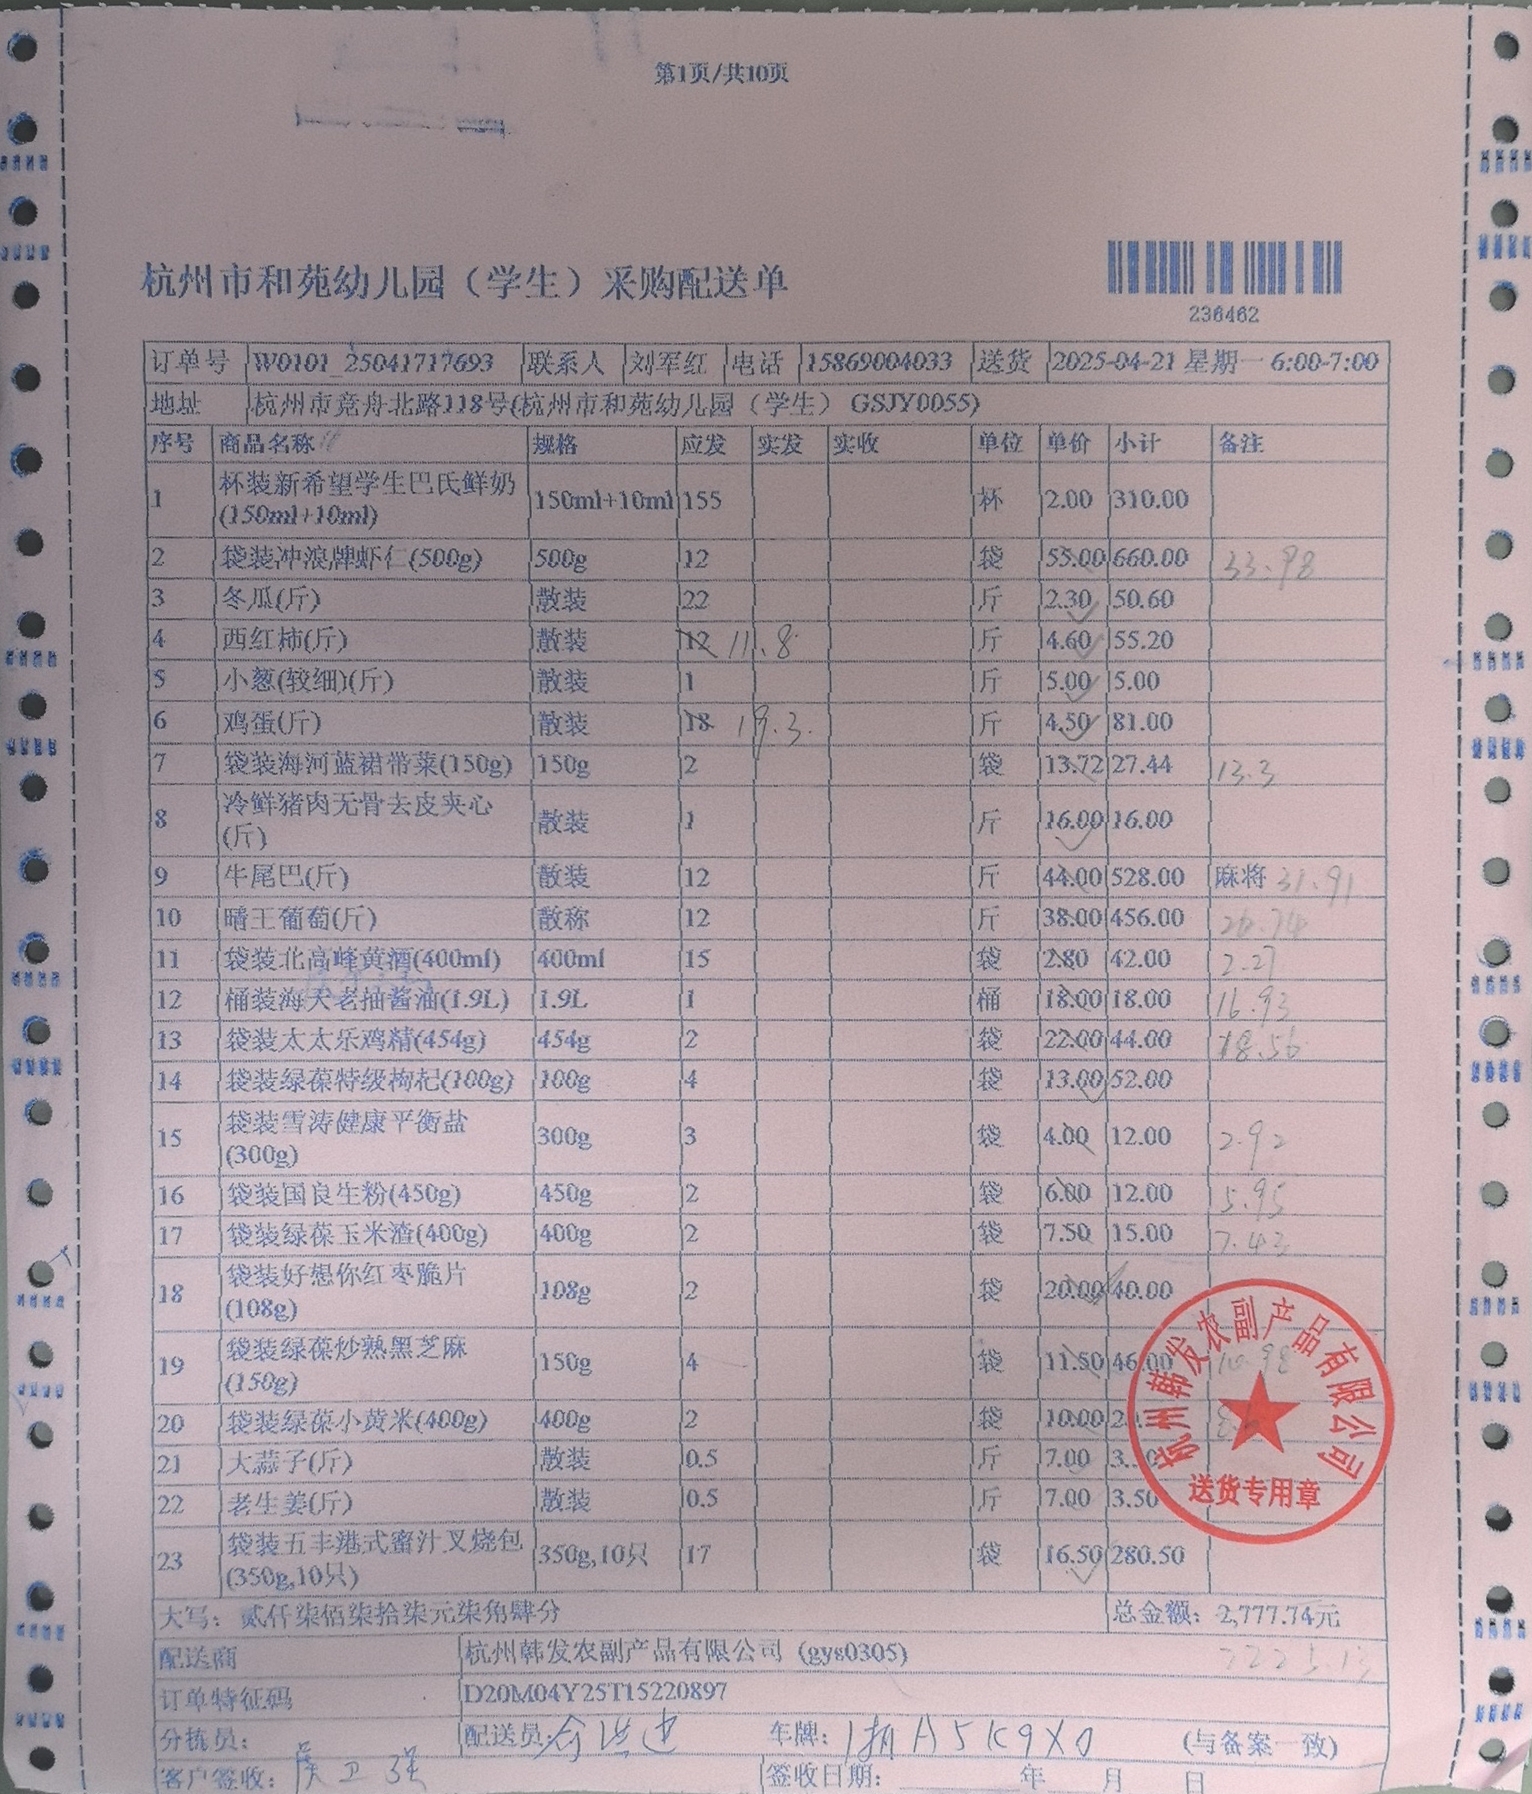 第1页/共10页
杭州市和苑幼儿园（学生）采购配送单
236462
订单号 W0101_25041717693 联系人 刘军红 电话 15869004033 送货 2025-04-21 星期一 6:00-7:00
地址 杭州市竞舟北路118号(杭州市和苑幼儿园（学生） GSJY0055)
序号 商品名称 规格 应发 实发 实收 单位 单价 小计 备注
1 杯装新希望学生巴氏鲜奶 150ml+10ml 155 杯 2.00 310.00
(150ml+10ml)
2 袋装冲浪牌虾仁(500g) 500g 12 袋 55.00 660.00 33.98
3 冬瓜(斤) 散装 22 斤 2.30 50.60
4 西红柿(斤) 散装 12 11.8 斤 4.60 55.20
5 小葱(较细)(斤) 散装 1 斤 5.00 5.00
6 鸡蛋(斤) 散装 18 19.3 斤 4.50 81.00
7 袋装海河蓝裙带菜(150g) 150g 2 袋 13.72 27.44 13.3
8 冷鲜猪肉无骨去皮夹心 散装 1 斤 16.00 16.00
(斤)
9 牛尾巴(斤) 散装 12 斤 44.00 528.00 麻将 31.91
10 晴王葡萄(斤) 散称 12 斤 38.00 456.00 26.74
11 袋装北高峰黄酒(400ml) 400ml 15 袋 2.80 42.00 2.27
12 桶装海天老抽酱油(1.9L) 1.9L 1 桶 18.00 18.00 16.93
13 袋装太太乐鸡精(454g) 454g 2 袋 22.00 44.00 18.56
14 袋装绿葆特级枸杞(100g) 100g 4 袋 13.00 52.00
15 袋装雪涛健康平衡盐 300g 3 袋 4.00 12.00 2.92
(300g)
16 袋装国良生粉(450g) 450g 2 袋 6.00 12.00 5.95
17 袋装绿葆玉米渣(400g) 400g 2 袋 7.50 15.00 7.43
18 袋装好想你红枣脆片 108g 2 袋 20.00 40.00
(108g)
19 袋装绿葆炒熟黑芝麻 150g 4 袋 11.50 46.00 10.98
(150g)
20 袋装绿葆小黄米(400g) 400g 2 袋 10.00
21 大蒜子(斤) 散装 0.5 斤 7.00 3.50
22 老生姜(斤) 散装 0.5 斤 7.00 3.50
23 袋装五丰港式蜜汁叉烧包 350g,10只 17 袋 16.50 280.50
(350g,10只)
杭州韩发农副产品有限公司
送货专用章
大写：贰仟柒佰柒拾柒元柒角肆分 总金额：2,777.74元
2225.13
配送商 杭州韩发农副产品有限公司 (gys0305)
订单特征码 D20M04Y25T15220897
分拣员： 配送员: 车牌: 浙A5K9X0 (与备案一致)
客户签收: 签收日期: 年 月 日